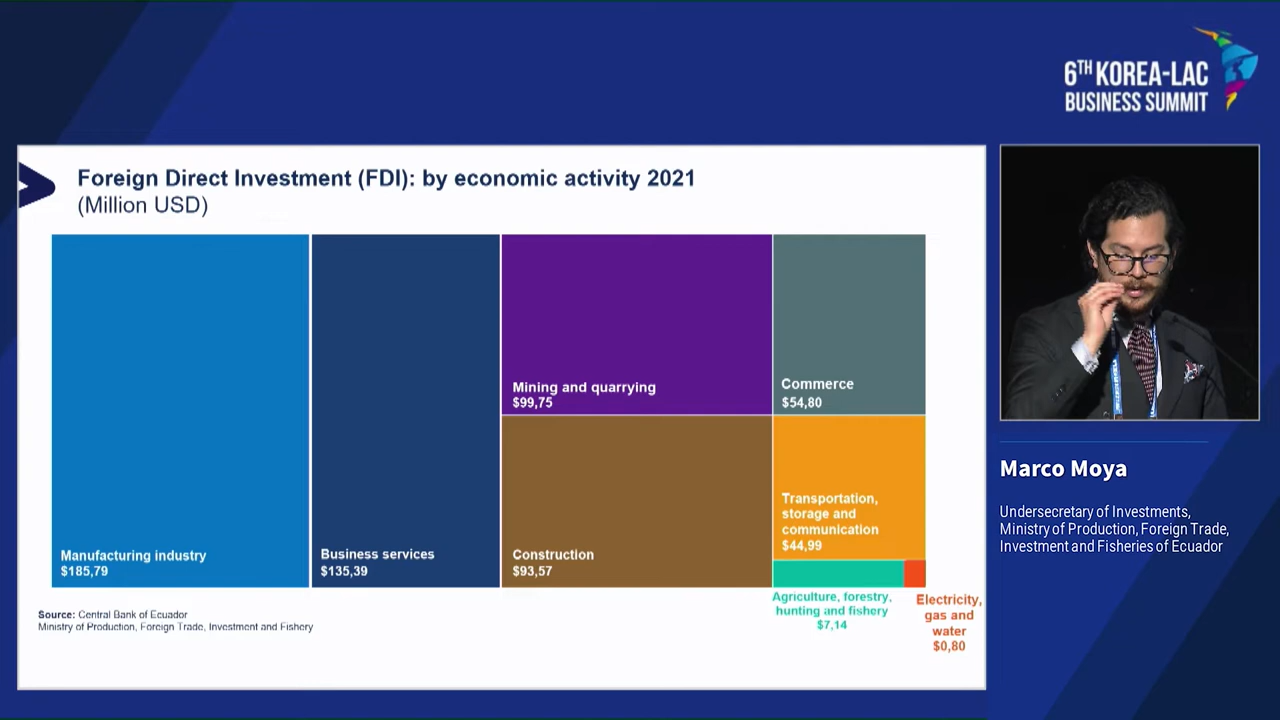 6TH KOREA-LAC
BUSINESS SUMMIT
Foreign Direct Investment (FDI): by economic activity 2021
(Million USD)
Manufacturing industry
$185,79
Business services
$135,39
Mining and quarrying
$99,75
Construction
$93,57
Commerce
$54,80
Transportation,
storage and
communication
$44,99
Agriculture, forestry,
hunting and fishery
$7,14
Electricity,
gas and
water
$0,80
Source: Central Bank of Ecuador
Ministry of Production, Foreign Trade, Investment and Fishery
Marco Moya
Undersecretary of Investments,
Ministry of Production, Foreign Trade,
Investment and Fisheries of Ecuador